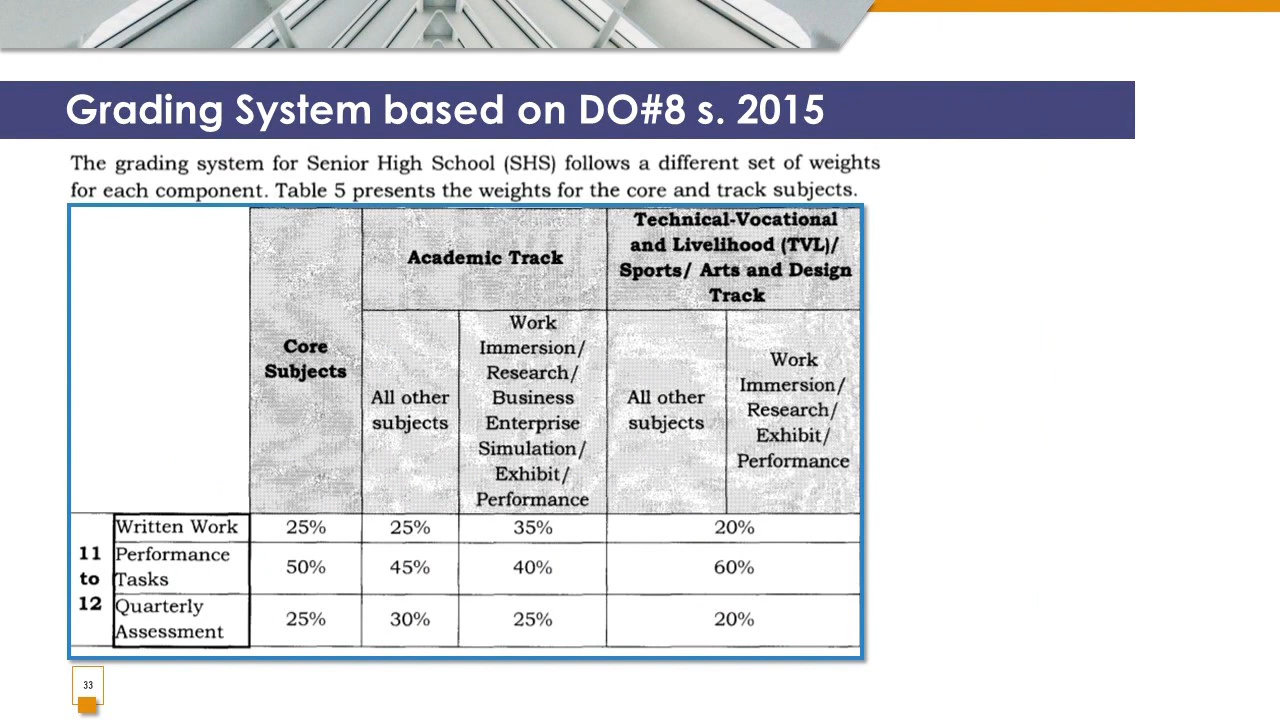 Grading System based on DO#8 s. 2015
The grading system for Senior High School (SHS) follows a different set of weights
for each component. Table 5 presents the weights for the core and track subjects.
Core
Subjects
Academic Track
Technical-Vocational
and Livelihood (TVL)/
Sports/ Arts and Design
Track
All other
subjects
Work
Immersion/
Research/
Business
Enterprise
Simulation/
Exhibit/
Performance
All other
subjects
Work
Immersion/
Research/
Exhibit/
Performance
11
to
12
Written Work 25% 25% 35% 20%
Performance
Tasks 50% 45% 40% 60%
Quarterly
Assessment 25% 30% 25% 20%
33